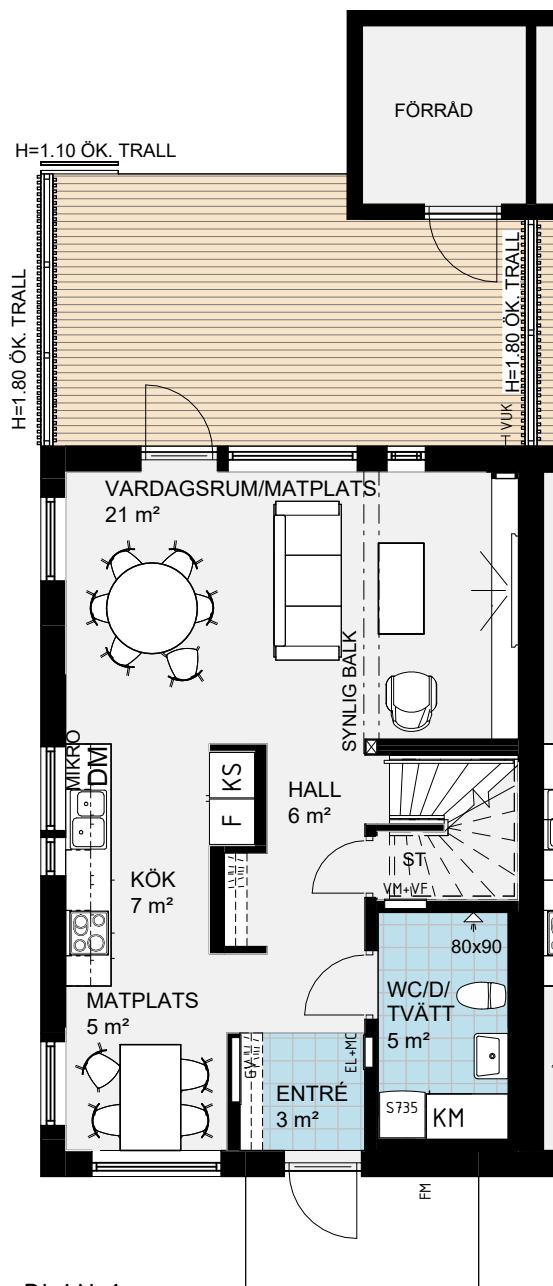 FÖRRÅD
H=1.10 ÖK. TRALL
H=1.80 ÖK. TRALL
H=1.80 ÖK. TRALL
VUK
VARDAGSRUM/MATPLATS
21 m²
SYNLIG BALK
MIKRO
DM
KS
F
HALL
6 m²
KÖK
7 m²
ST
VM+VF
80x90
WC/D/
TVÄTT
5 m²
MATPLATS
5 m²
EL+MC
ENTRÉ
3 m²
S735
KM
FM